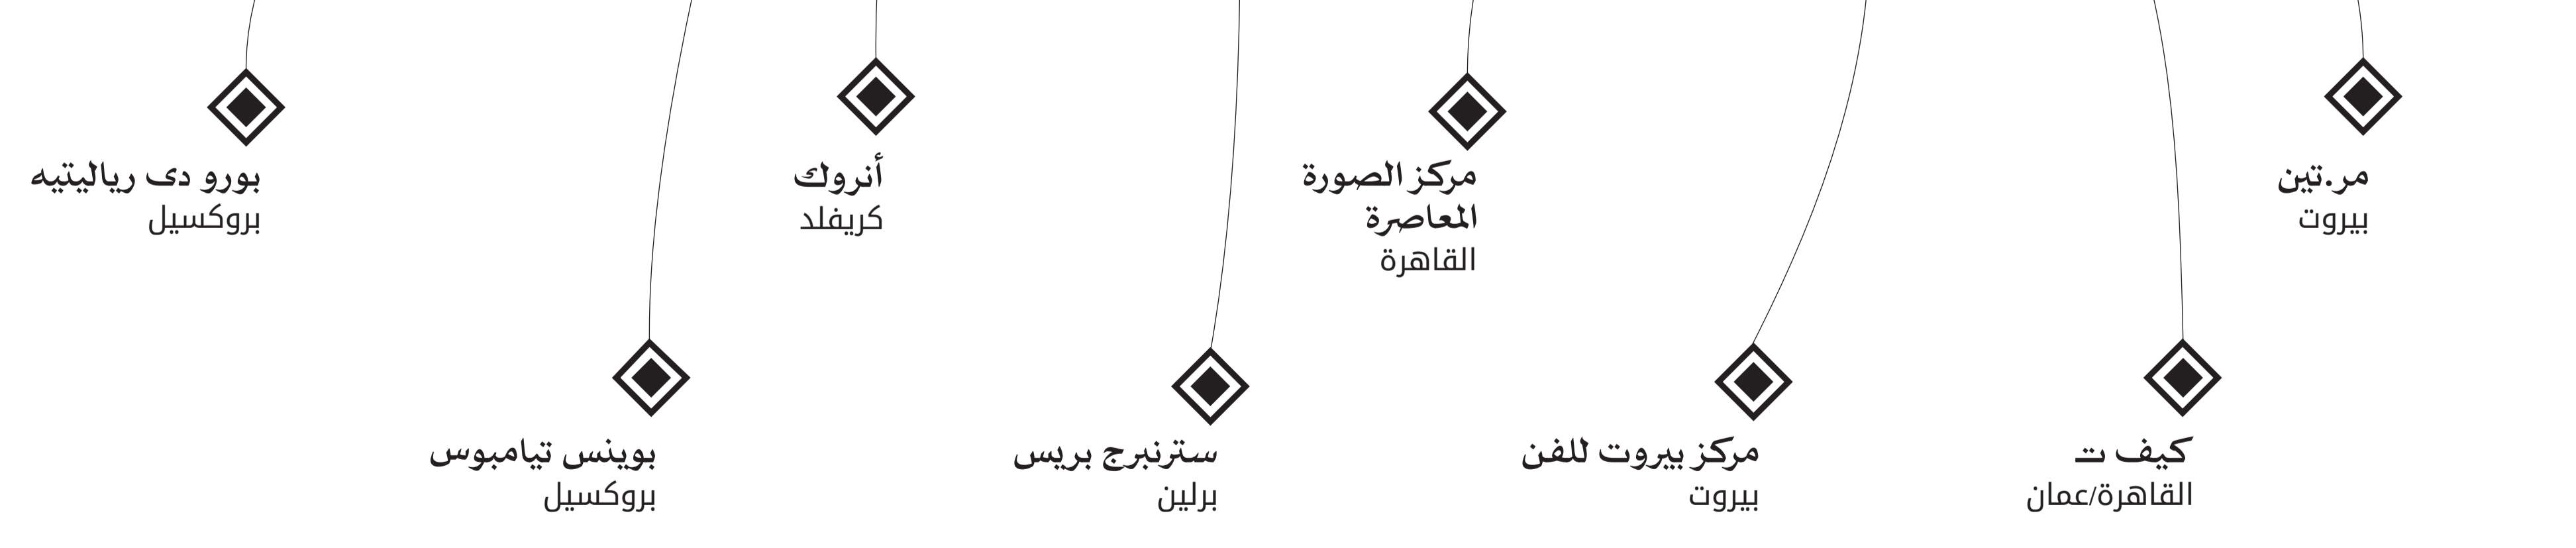 مر.تين
بيروت
كيف ت
القاهرة/عمان
مركز بيروت للفن
بيروت
مركز الصورة
المعاصرة
القاهرة
سترنبرج بريس
برلين
أنروك
كريفلد
بوينس تيامبوس
بروكسيل
بورو دى رياليتيه
بروكسيل